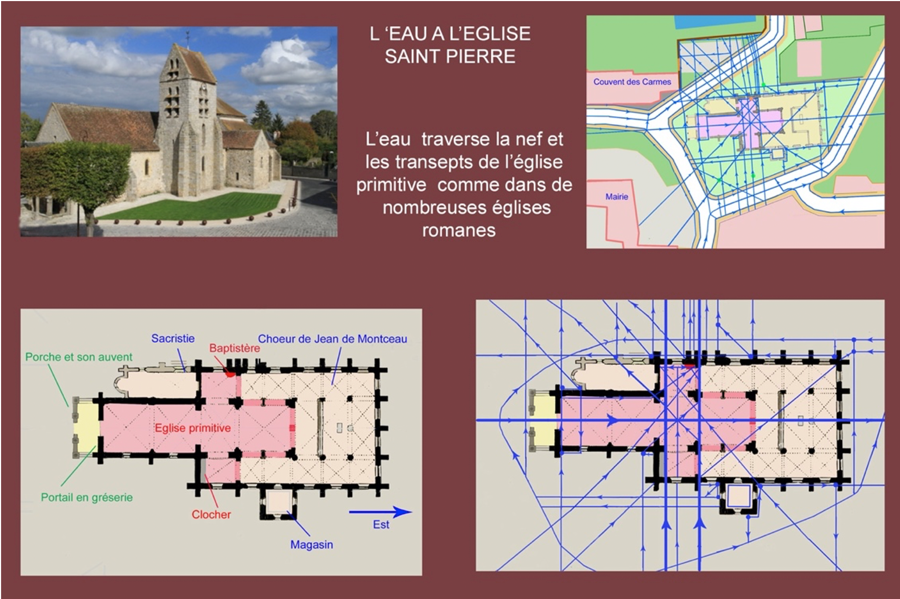 L ‘EAU A L’EGLISE
SAINT PIERRE
L’eau traverse la nef et
les transepts de l’église
primitive comme dans de
nombreuses églises
romanes
Couvent des Carmes
Mairie
Sacristie
Choeur de Jean de Montceau
Baptistère
Porche et son auvent
Eglise primitive
Portail en gréserie
Clocher
Est
Magasin